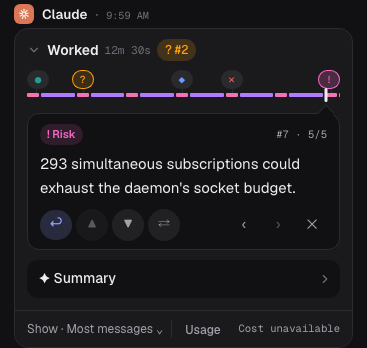 Claude · 9:59 AM
Worked 12m 30s ? #2
?
!
! Risk #7 · 5/5
293 simultaneous subscriptions could
exhaust the daemon's socket budget.
Summary
Show · Most messages
Usage
Cost unavailable